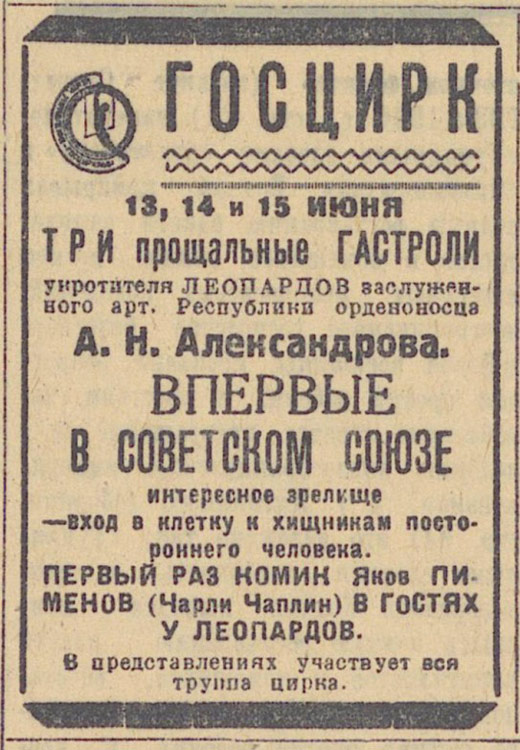 ГОСЦИРК
13, 14 и 15 ИЮНЯ
ТРИ прощальные ГАСТРОЛИ
укротителя ЛЕОПАРДОВ заслужен-
ного арт. Республики орденоносца
А. Н. Александрова.
ВПЕРВЫЕ
В СОВЕТСКОМ СОЮЗЕ
интересное зрелище
—вход в клетку к хищникам посто-
роннего человека.
ПЕРВЫЙ РАЗ КОМИК Яков ПИ-
МЕНОВ (Чарли Чаплин) В ГОСТЯХ
У ЛЕОПАРДОВ.
В представлениях участвует вся
труппа цирка.